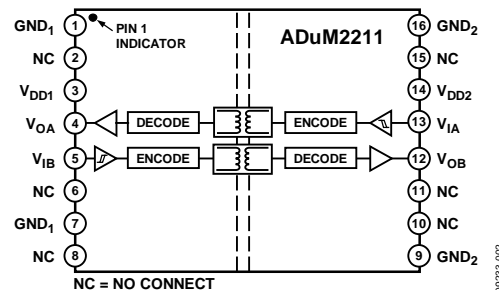 GND1 1 PIN 1 INDICATOR ADuM2211 16 GND2
NC 2 15 NC
VDD1 3 14 VDD2
VOA 4 DECODE ENCODE 13 VIA
VIB 5 ENCODE DECODE 12 VOB
NC 6 11 NC
GND1 7 10 NC
NC 8 9 GND2
NC = NO CONNECT